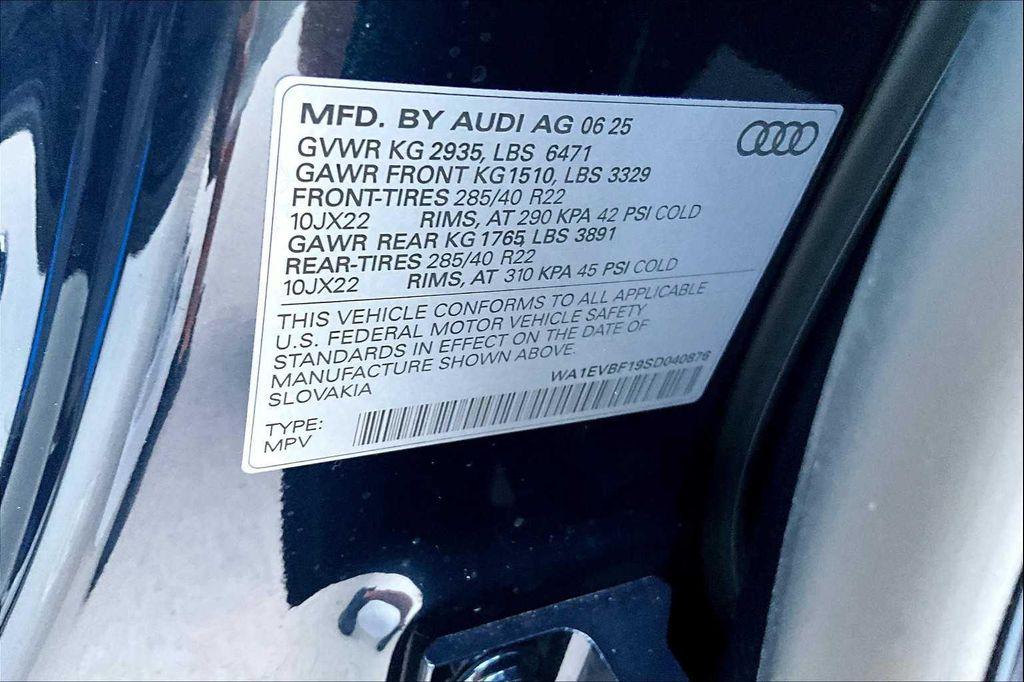 MFD. BY AUDI AG 06 25
GVWR KG 2935, LBS 6471
GAWR FRONT KG1510, LBS 3329
FRONT-TIRES 285/40 R22
10JX22 RIMS, AT 290 KPA 42 PSI COLD
GAWR REAR KG 1765, LBS 3891
REAR-TIRES 285/40 R22
10JX22 RIMS, AT 310 KPA 45 PSI COLD
THIS VEHICLE CONFORMS TO ALL APPLICABLE
U.S. FEDERAL MOTOR VEHICLE SAFETY
STANDARDS IN EFFECT ON THE DATE OF
MANUFACTURE SHOWN ABOVE.
SLOVAKIA WA1EVBF19SD040876
TYPE:
MPV